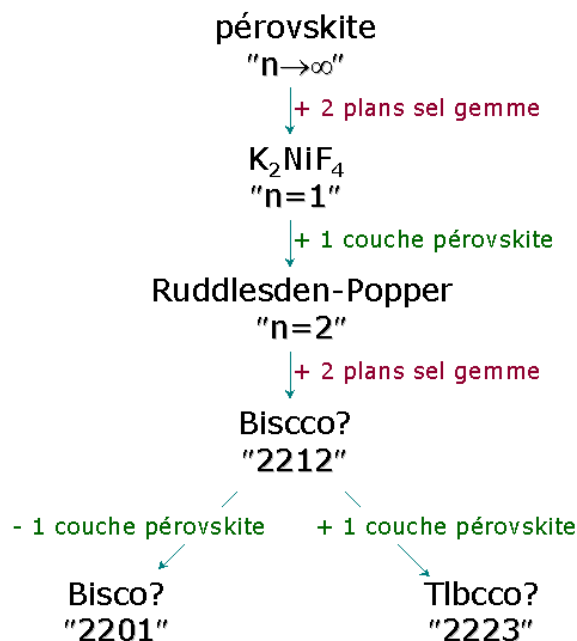 pérovskite
"n→∞"
+ 2 plans sel gemme
K₂NiF₄
"n=1"
+ 1 couche pérovskite
Ruddlesden-Popper
"n=2"
+ 2 plans sel gemme
Biscco?
"2212"
- 1 couche pérovskite
+ 1 couche pérovskite
Bisco?
"2201"
Tlbcco?
"2223"